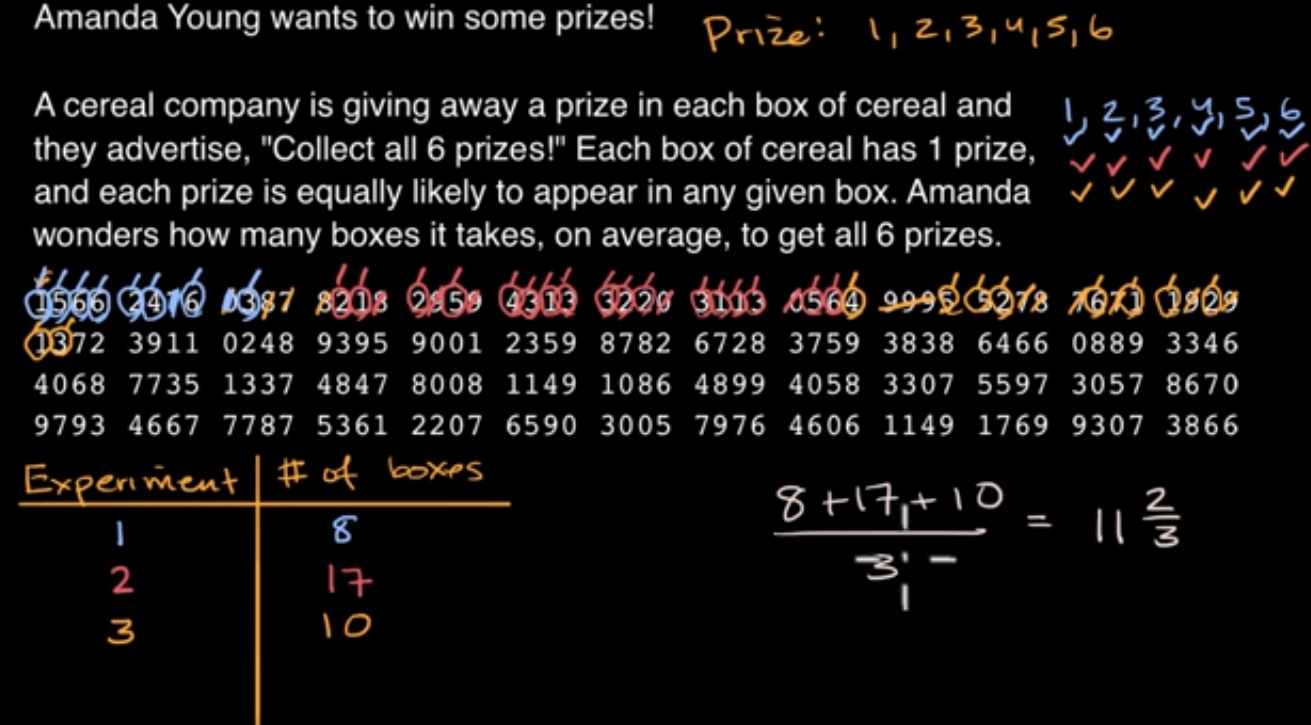 Amanda Young wants to win some prizes!
Prize: 1, 2, 3, 4, 5, 6
A cereal company is giving away a prize in each box of cereal and
they advertise, "Collect all 6 prizes!" Each box of cereal has 1 prize,
and each prize is equally likely to appear in any given box. Amanda
wonders how many boxes it takes, on average, to get all 6 prizes.
1, 2, 3, 4, 5, 6
1566 2476 0387 8218 2959 4313 3220 3113 0564 9995 5278 7671 1929
1372 3911 0248 9395 9001 2359 8782 6728 3759 3838 6466 0889 3346
4068 7735 1337 4847 8008 1149 1086 4899 4058 3307 5597 3057 8670
9793 4667 7787 5361 2207 6590 3005 7976 4606 1149 1769 9307 3866
Experiment # of boxes
1 8
2 17
3 10
8 + 17 + 10
3
= 11 2/3